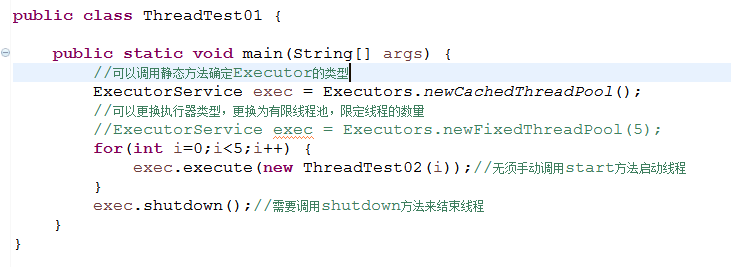 public class ThreadTest01 {
public static void main(String[] args) {
//可以调用静态方法确定Executor的类型
ExecutorService exec = Executors.newCachedThreadPool();
//可以更换执行器类型，更换为有限线程池，限定线程的数量
//ExecutorService exec = Executors.newFixedThreadPool(5);
for(int i=0;i<5;i++) {
exec.execute(new ThreadTest02(i));//无须手动调用start方法启动线程
}
exec.shutdown();//需要调用shutdown方法来结束线程
}
}